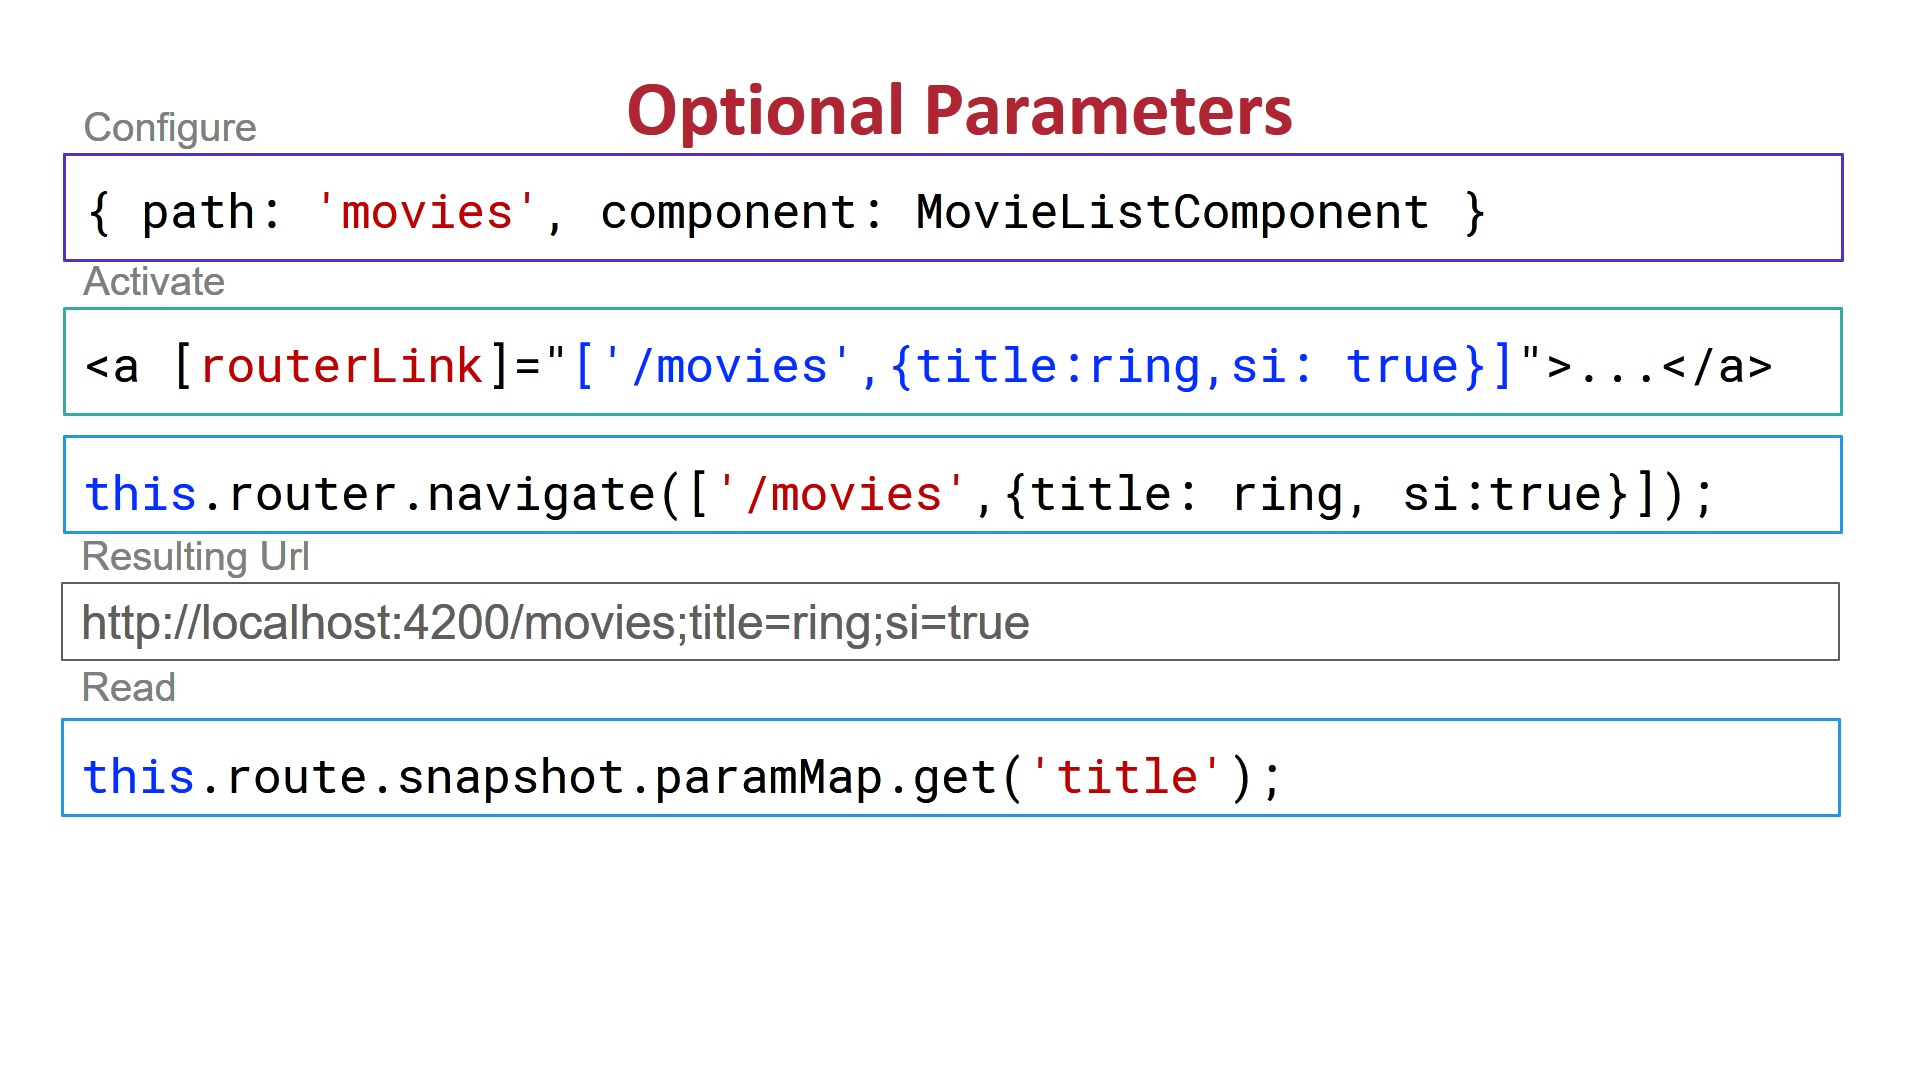 Optional Parameters
Configure
{ path: 'movies', component: MovieListComponent }
Activate
<a [routerLink]="['/movies',{title:ring,si: true}]">...</a>
this.router.navigate(['/movies',{title: ring, si:true}]);
Resulting Url
http://localhost:4200/movies;title=ring;si=true
Read
this.route.snapshot.paramMap.get('title');